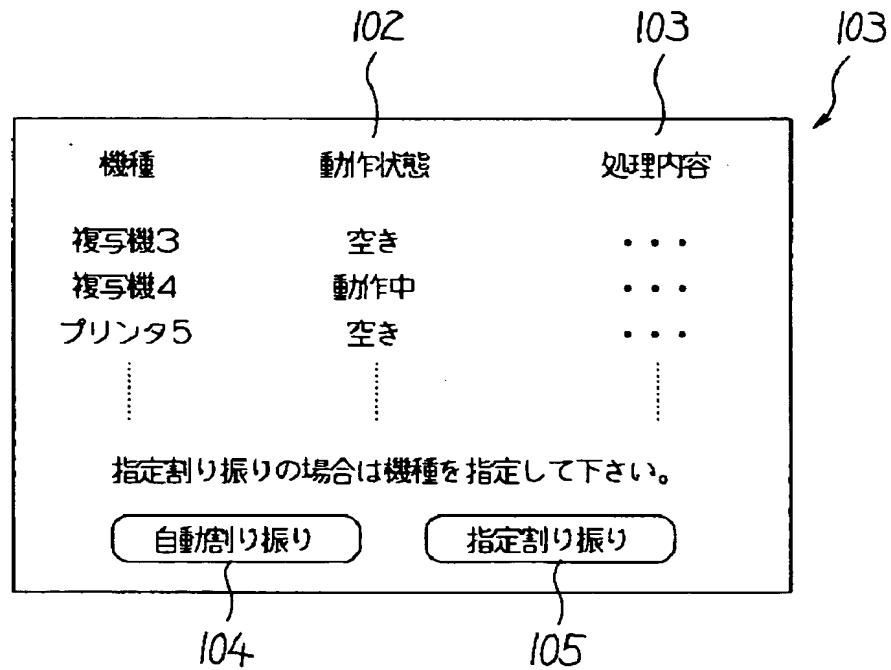 102 103 103
機種 動作状態 処理内容
複写機3 空き ・・・
複写機4 動作中 ・・・
プリンタ5 空き ・・・
指定割り振りの場合は機種を指定して下さい。
自動割り振り 指定割り振り
104 105